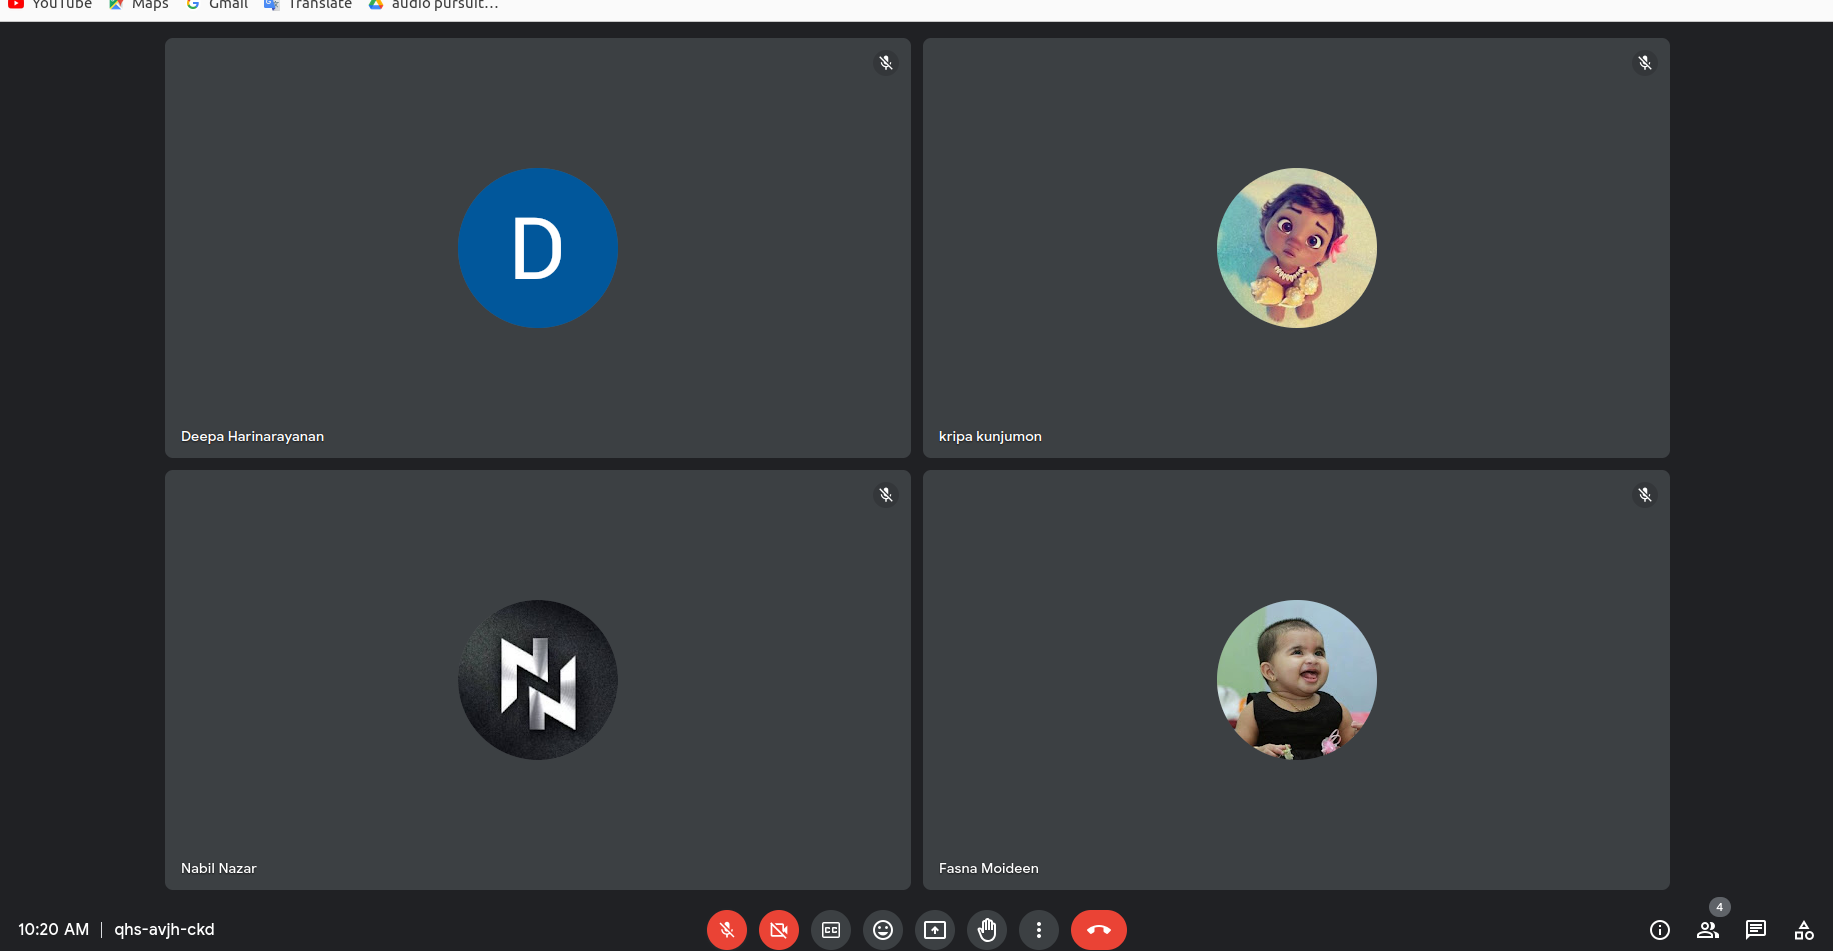 YouTube Maps Gmail Translate audio pursuit...
D
Deepa Harinarayanan
kripa kunjumon
N
Nabil Nazar
Fasna Moideen
10:20 AM | qhs-avjh-ckd
CC
4